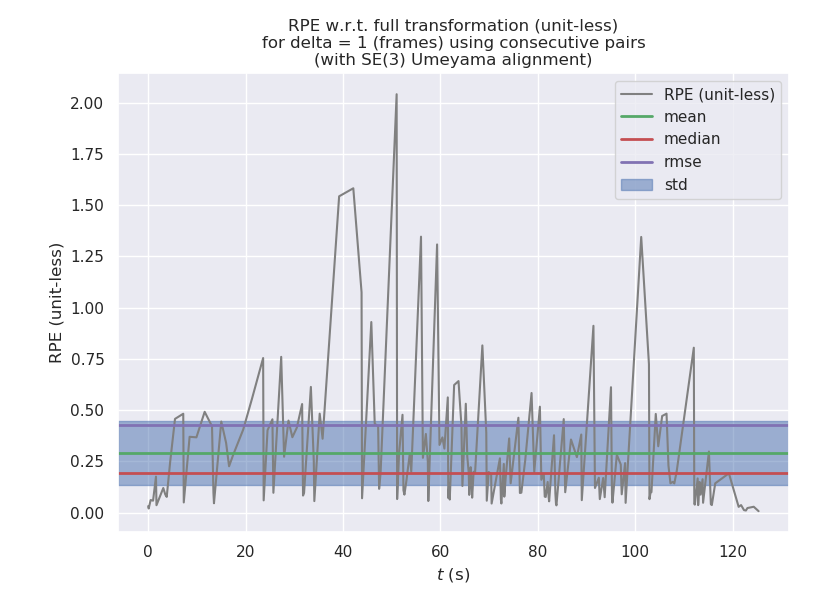 RPE w.r.t. full transformation (unit-less)
for delta = 1 (frames) using consecutive pairs
(with SE(3) Umeyama alignment)
RPE (unit-less)
mean
median
rmse
std
RPE (unit-less)
2.00
1.75
1.50
1.25
1.00
0.75
0.50
0.25
0.00
0 20 40 60 80 100 120
t (s)